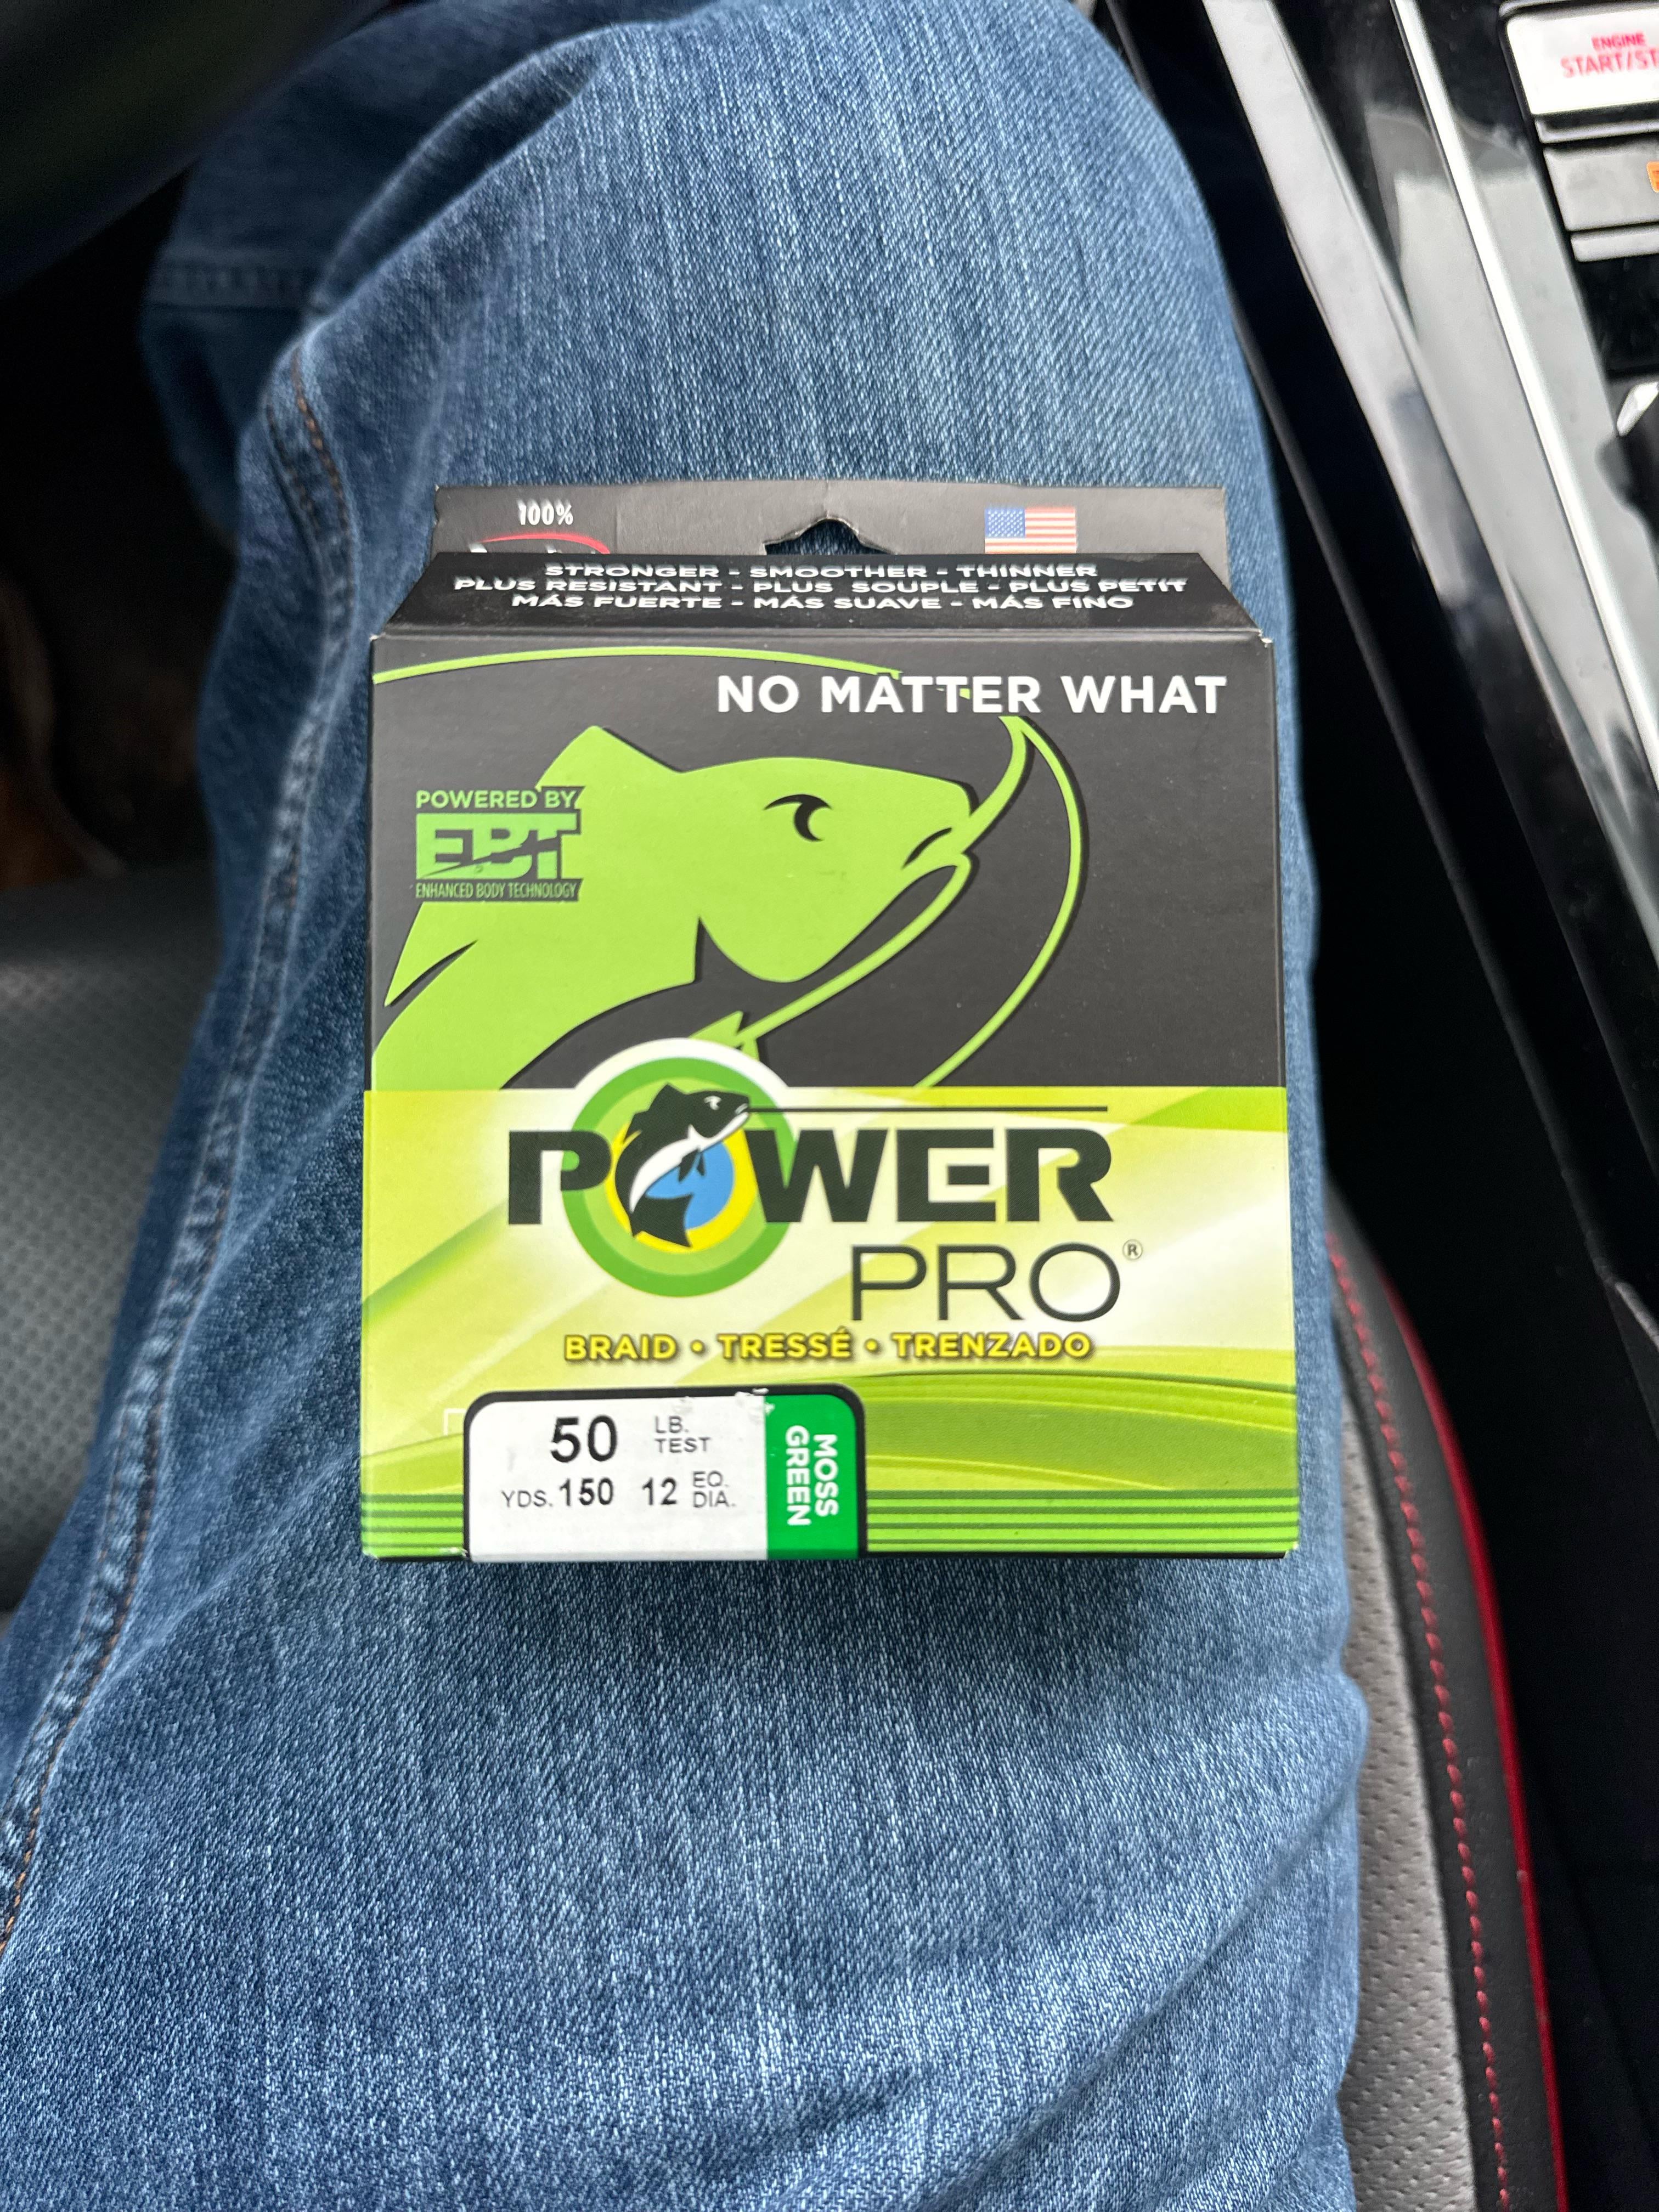 ENGINE
100%
STRONGER - SMOOTHER - THINNER
PLUS RESISTANT - PLUS SOUPLE - PLUS PETIT
MÁS FUERTE - MÁS SUAVE - MÁS FINO
NO MATTER WHAT
POWERED BY
EBT
ENHANCED BODY TECHNOLOGY
POWER
PRO®
BRAID • TRESSÉ • TRENZADO
50 LB. TEST
YDS. 150 12 EQ. DIA.
MOSS
GREEN